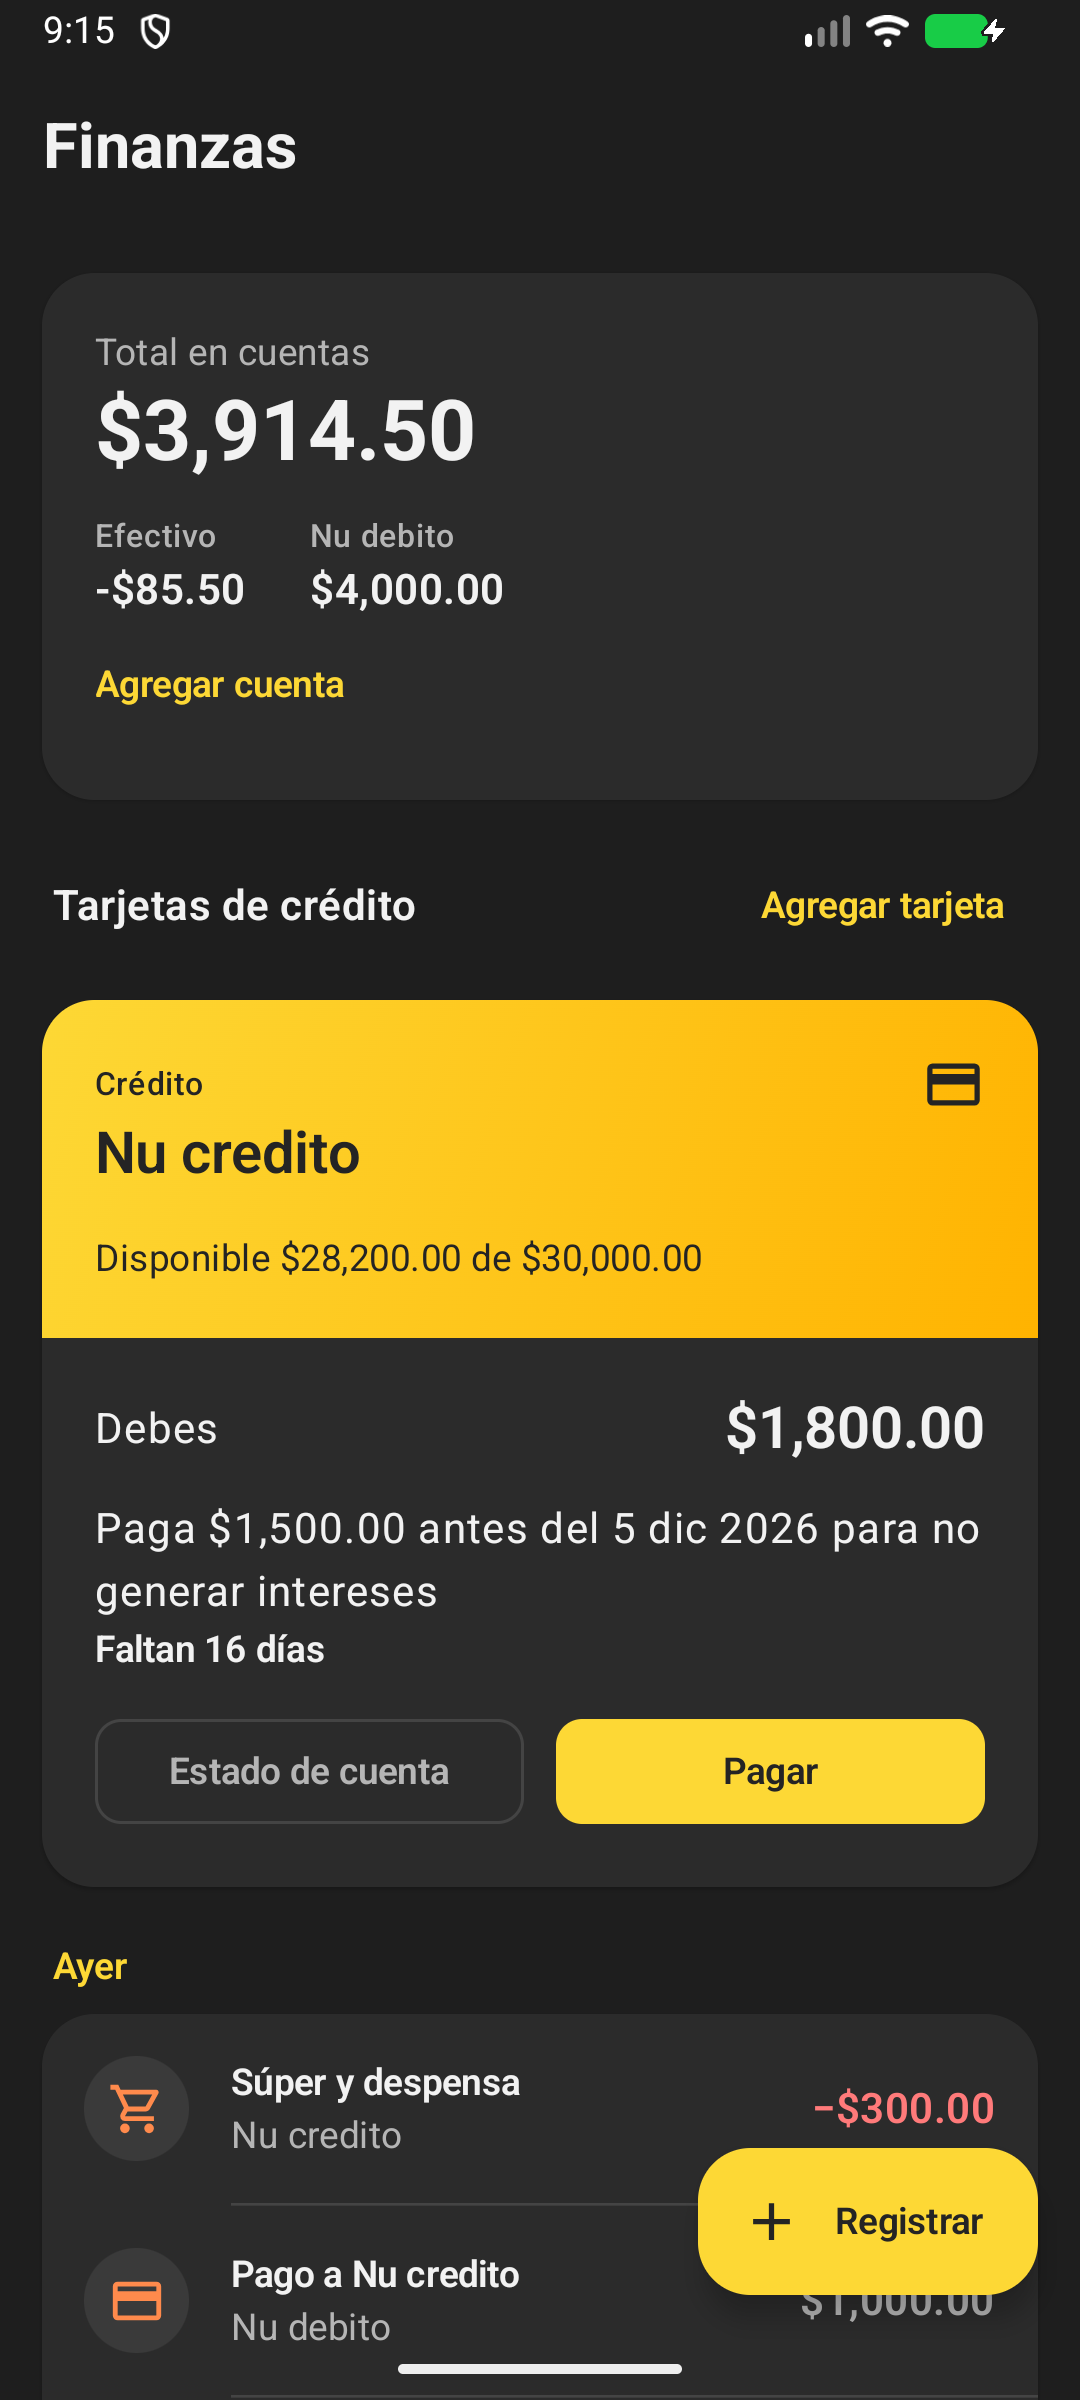 9:15
Finanzas
Total en cuentas
$3,914.50
Efectivo Nu debito
-$85.50 $4,000.00
Agregar cuenta
Tarjetas de crédito Agregar tarjeta
Crédito
Nu credito
Disponible $28,200.00 de $30,000.00
Debes $1,800.00
Paga $1,500.00 antes del 5 dic 2026 para no
generar intereses
Faltan 16 días
Estado de cuenta Pagar
Ayer
Súper y despensa
Nu credito
−$300.00
Registrar
Pago a Nu credito
Nu debito
$1,000.00